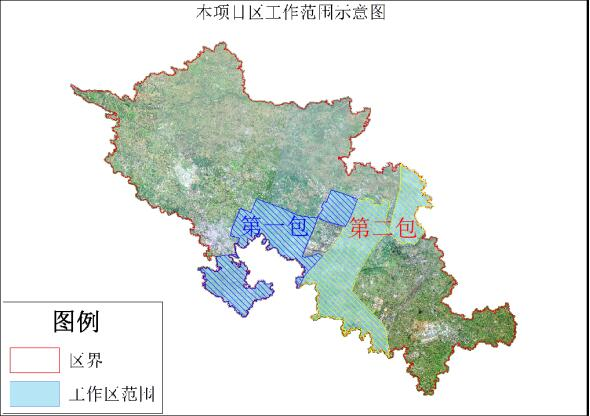 本项目区工作范围示意图
第一包
第二包
图例
区界
工作区范围